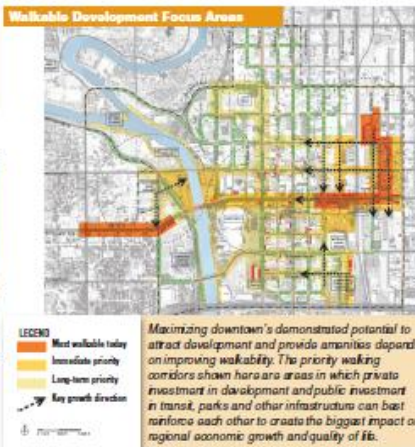 Walkable Development Focus Areas
LEGEND
Most walkable today
Immediate priority
Long-term priority
Key growth direction
Maximizing downtown's demonstrated potential to
attract development and provide amenities depend
on improving walkability. The priority walking
corridors shown here are areas in which private
investment in development and public investment
in transit, parks and other infrastructure can best
reinforce each other to create the biggest impact o
regional economic growth and quality of life.